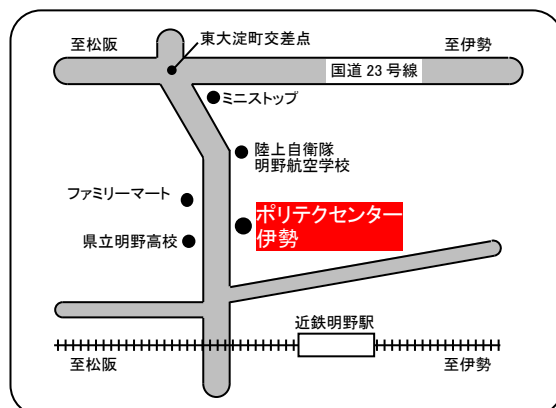 東大淀町交差点
至松阪
至伊勢
国道 23 号線
ミニストップ
陸上自衛隊
明野航空学校
ファミリーマート
ポリテクセンター
伊勢
県立明野高校
近鉄明野駅
至松阪
至伊勢